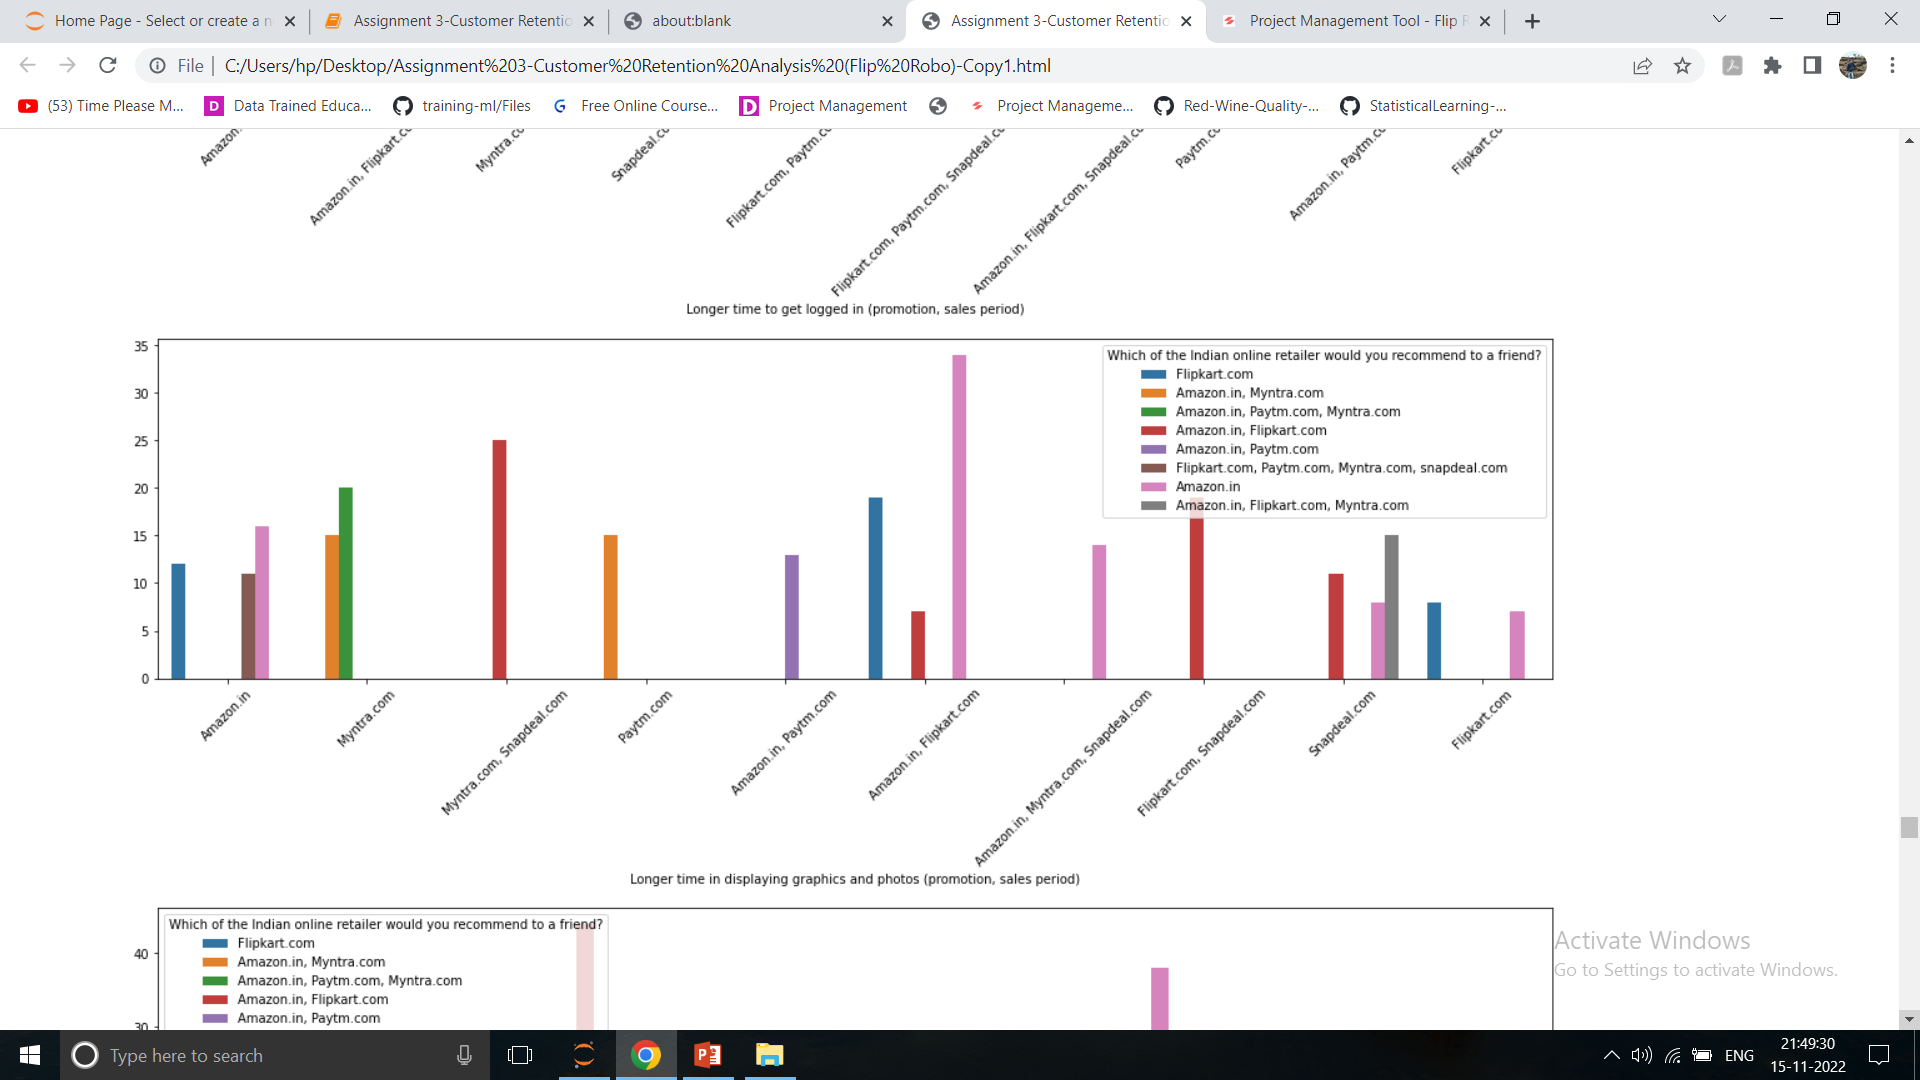 Home Page - Select or create a n
Assignment 3-Customer Retentio
about:blank
Assignment 3-Customer Retentio
Project Management Tool - Flip R
File
C:/Users/hp/Desktop/Assignment%203-Customer%20Retention%20Analysis%20(Flip%20Robo)-Copy1.html
(53) Time Please M...
Data Trained Educa...
training-ml/Files
Free Online Course...
Project Management
Project Manageme...
Red-Wine-Quality-...
StatisticalLearning-...
Amazon.
Amazon.in, Flipkart.co
Myntra.co
Snapdeal.co
Flipkart.com, Paytm.co
Flipkart.com, Paytm.com, Snapdeal.co
Amazon.in, Flipkart.com, Snapdeal.co
Paytm.co
Amazon.in, Paytm.co
Flipkart.co
Longer time to get logged in (promotion, sales period)
35
30
25
20
15
10
5
0
Which of the Indian online retailer would you recommend to a friend?
Flipkart.com
Amazon.in, Myntra.com
Amazon.in, Paytm.com, Myntra.com
Amazon.in, Flipkart.com
Amazon.in, Paytm.com
Flipkart.com, Paytm.com, Myntra.com, snapdeal.com
Amazon.in
Amazon.in, Flipkart.com, Myntra.com
Amazon.in
Myntra.com
Myntra.com, Snapdeal.com
Paytm.com
Amazon.in, Paytm.com
Amazon.in, Flipkart.com
Amazon.in, Myntra.com, Snapdeal.com
Flipkart.com, Snapdeal.com
Snapdeal.com
Flipkart.com
Longer time in displaying graphics and photos (promotion, sales period)
40
30
Which of the Indian online retailer would you recommend to a friend?
Flipkart.com
Amazon.in, Myntra.com
Amazon.in, Paytm.com, Myntra.com
Amazon.in, Flipkart.com
Amazon.in, Paytm.com
Activate Windows
Go to Settings to activate Windows.
Type here to search
ENG
21:49:30
15-11-2022